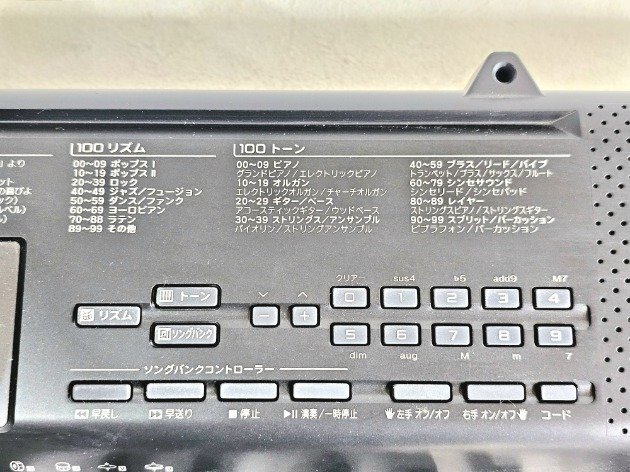 より
100 リズム
00~09 ポップス I
10~19 ポップス II
20~39 ロック
40~49 ジャズ/フュージョン
50~59 ダンス/ファンク
60~69 ヨーロピアン
70~88 ラテン
89~99 その他
100 トーン
00~09 ピアノ
グランドピアノ/エレクトリックピアノ
10~19 オルガン
エレクトリックオルガン/チャーチオルガン
20~29 ギター/ベース
アコースティックギター/ウッドベース
30~39 ストリングス/アンサンブル
バイオリン/ストリングアンサンブル
40~59 ブラス/リード/パイプ
トランペット/ブラス/サックス/フルート
60~79 シンセサウンド
シンセリード/シンセパッド
80~89 レイヤー
ストリングスピアノ/ストリングスギター
90~99 スプリット/パーカッション
ビブラフォン/パーカッション
クリアー sus4 ♭5 add9 M7
トーン
0 1 2 3 4
リズム
− +
ソングバンク
5 6 7 8 9
dim aug M m 7
ソングバンクコントローラー
早戻し 早送り 停止 演奏/一時停止 左手 オン/オフ 右手 オン/オフ コード